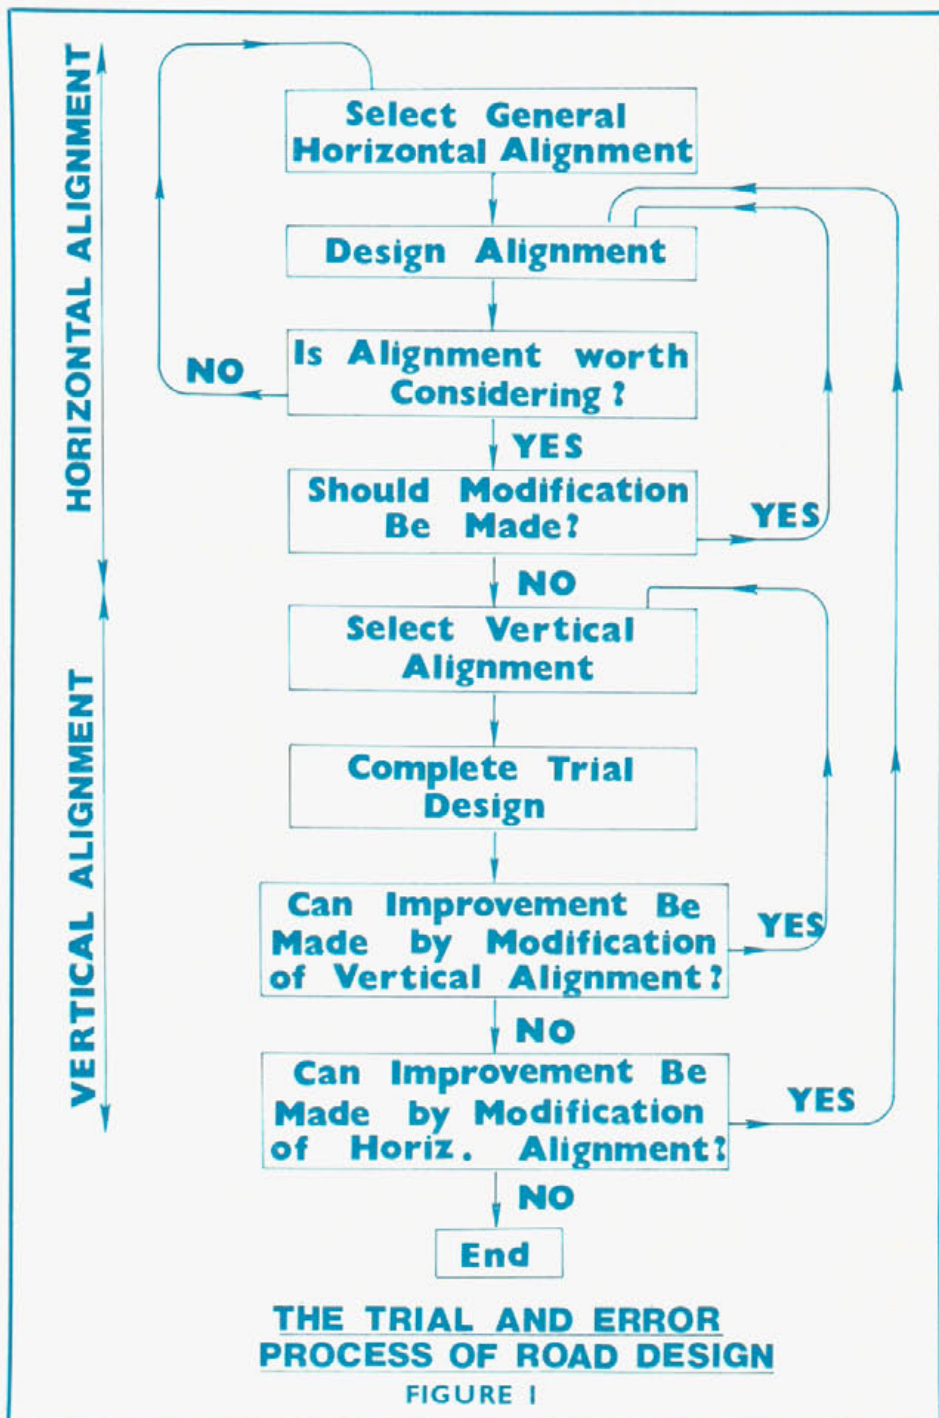 HORIZONTAL ALIGNMENT
Select General
Horizontal Alignment
Design Alignment
Is Alignment worth
Considering?
NO
YES
Should Modification
Be Made?
YES
NO
Select Vertical
Alignment
VERTICAL ALIGNMENT
Complete Trial
Design
Can Improvement Be
Made by Modification
of Vertical Alignment?
YES
NO
Can Improvement Be
Made by Modification
of Horiz. Alignment?
YES
NO
End
THE TRIAL AND ERROR
PROCESS OF ROAD DESIGN
FIGURE 1